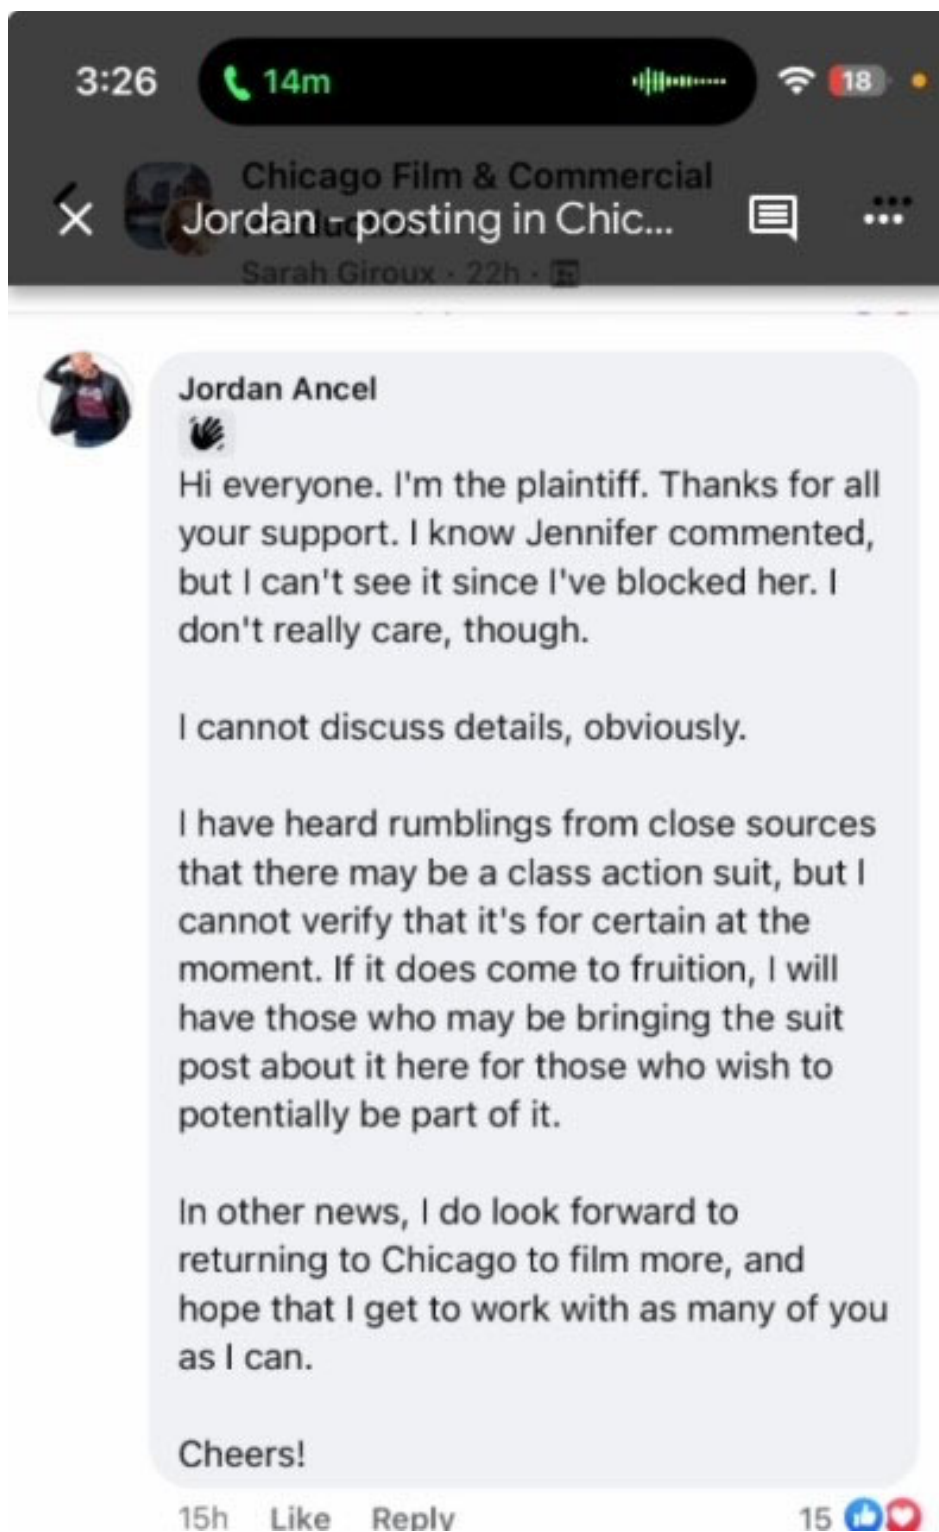 3:26 14m 18
Chicago Film & Commercial
Jordan - posting in Chic...
Sarah Giroux · 22h ·
Jordan Ancel
Hi everyone. I'm the plaintiff. Thanks for all
your support. I know Jennifer commented,
but I can't see it since I've blocked her. I
don't really care, though.
I cannot discuss details, obviously.
I have heard rumblings from close sources
that there may be a class action suit, but I
cannot verify that it's for certain at the
moment. If it does come to fruition, I will
have those who may be bringing the suit
post about it here for those who wish to
potentially be part of it.
In other news, I do look forward to
returning to Chicago to film more, and
hope that I get to work with as many of you
as I can.
Cheers!
15h Like Reply 15